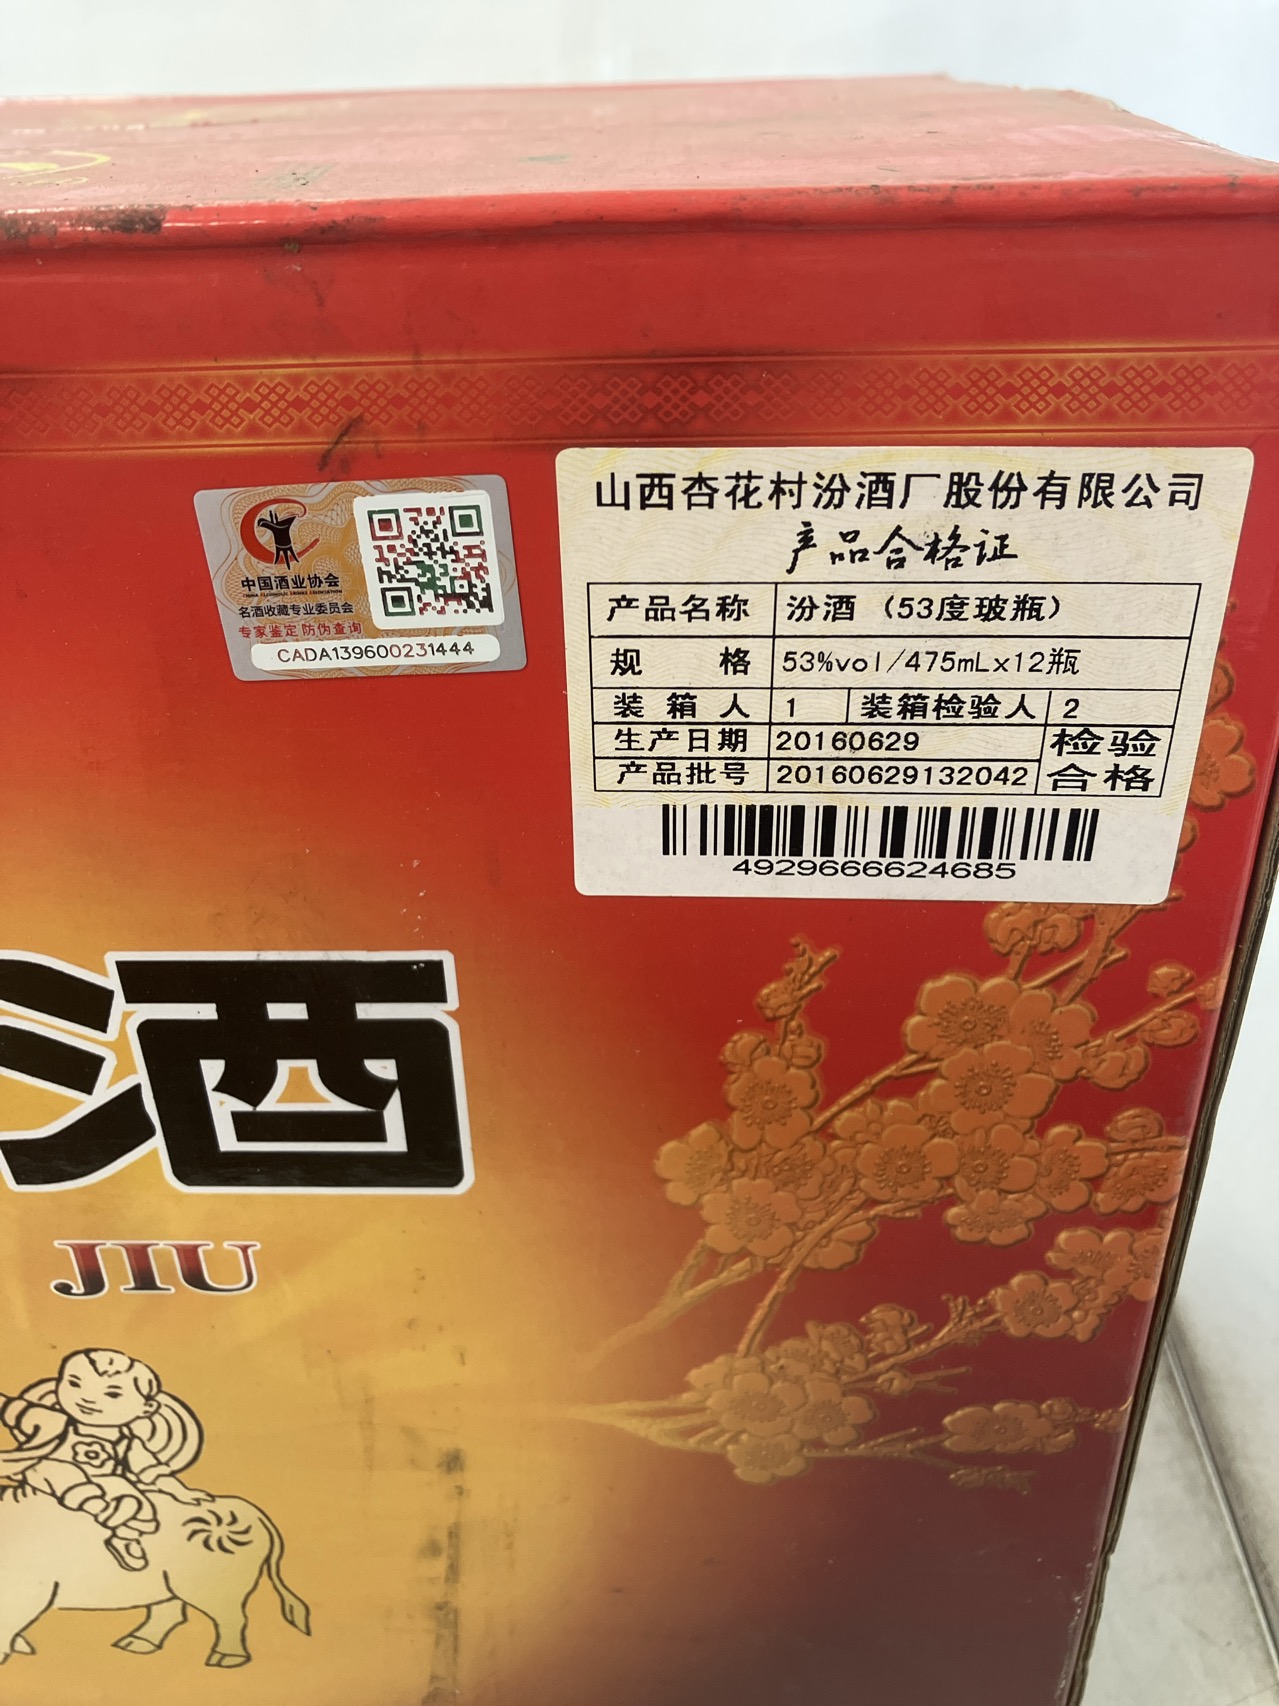 中国酒业协会
CHINA ALCOHOLIC DRINKS ASSOCIATION
名酒收藏专业委员会
专家鉴定 防伪查询
CADA139600231444
山西杏花村汾酒厂股份有限公司
产品合格证
产品名称 汾酒（53度玻瓶）
规 格 53%vol/475mLx12瓶
装 箱 人 1 装箱检验人 2
生产日期 20160629 检验
产品批号 20160629132042 合格
4929666624685
酒
JIU